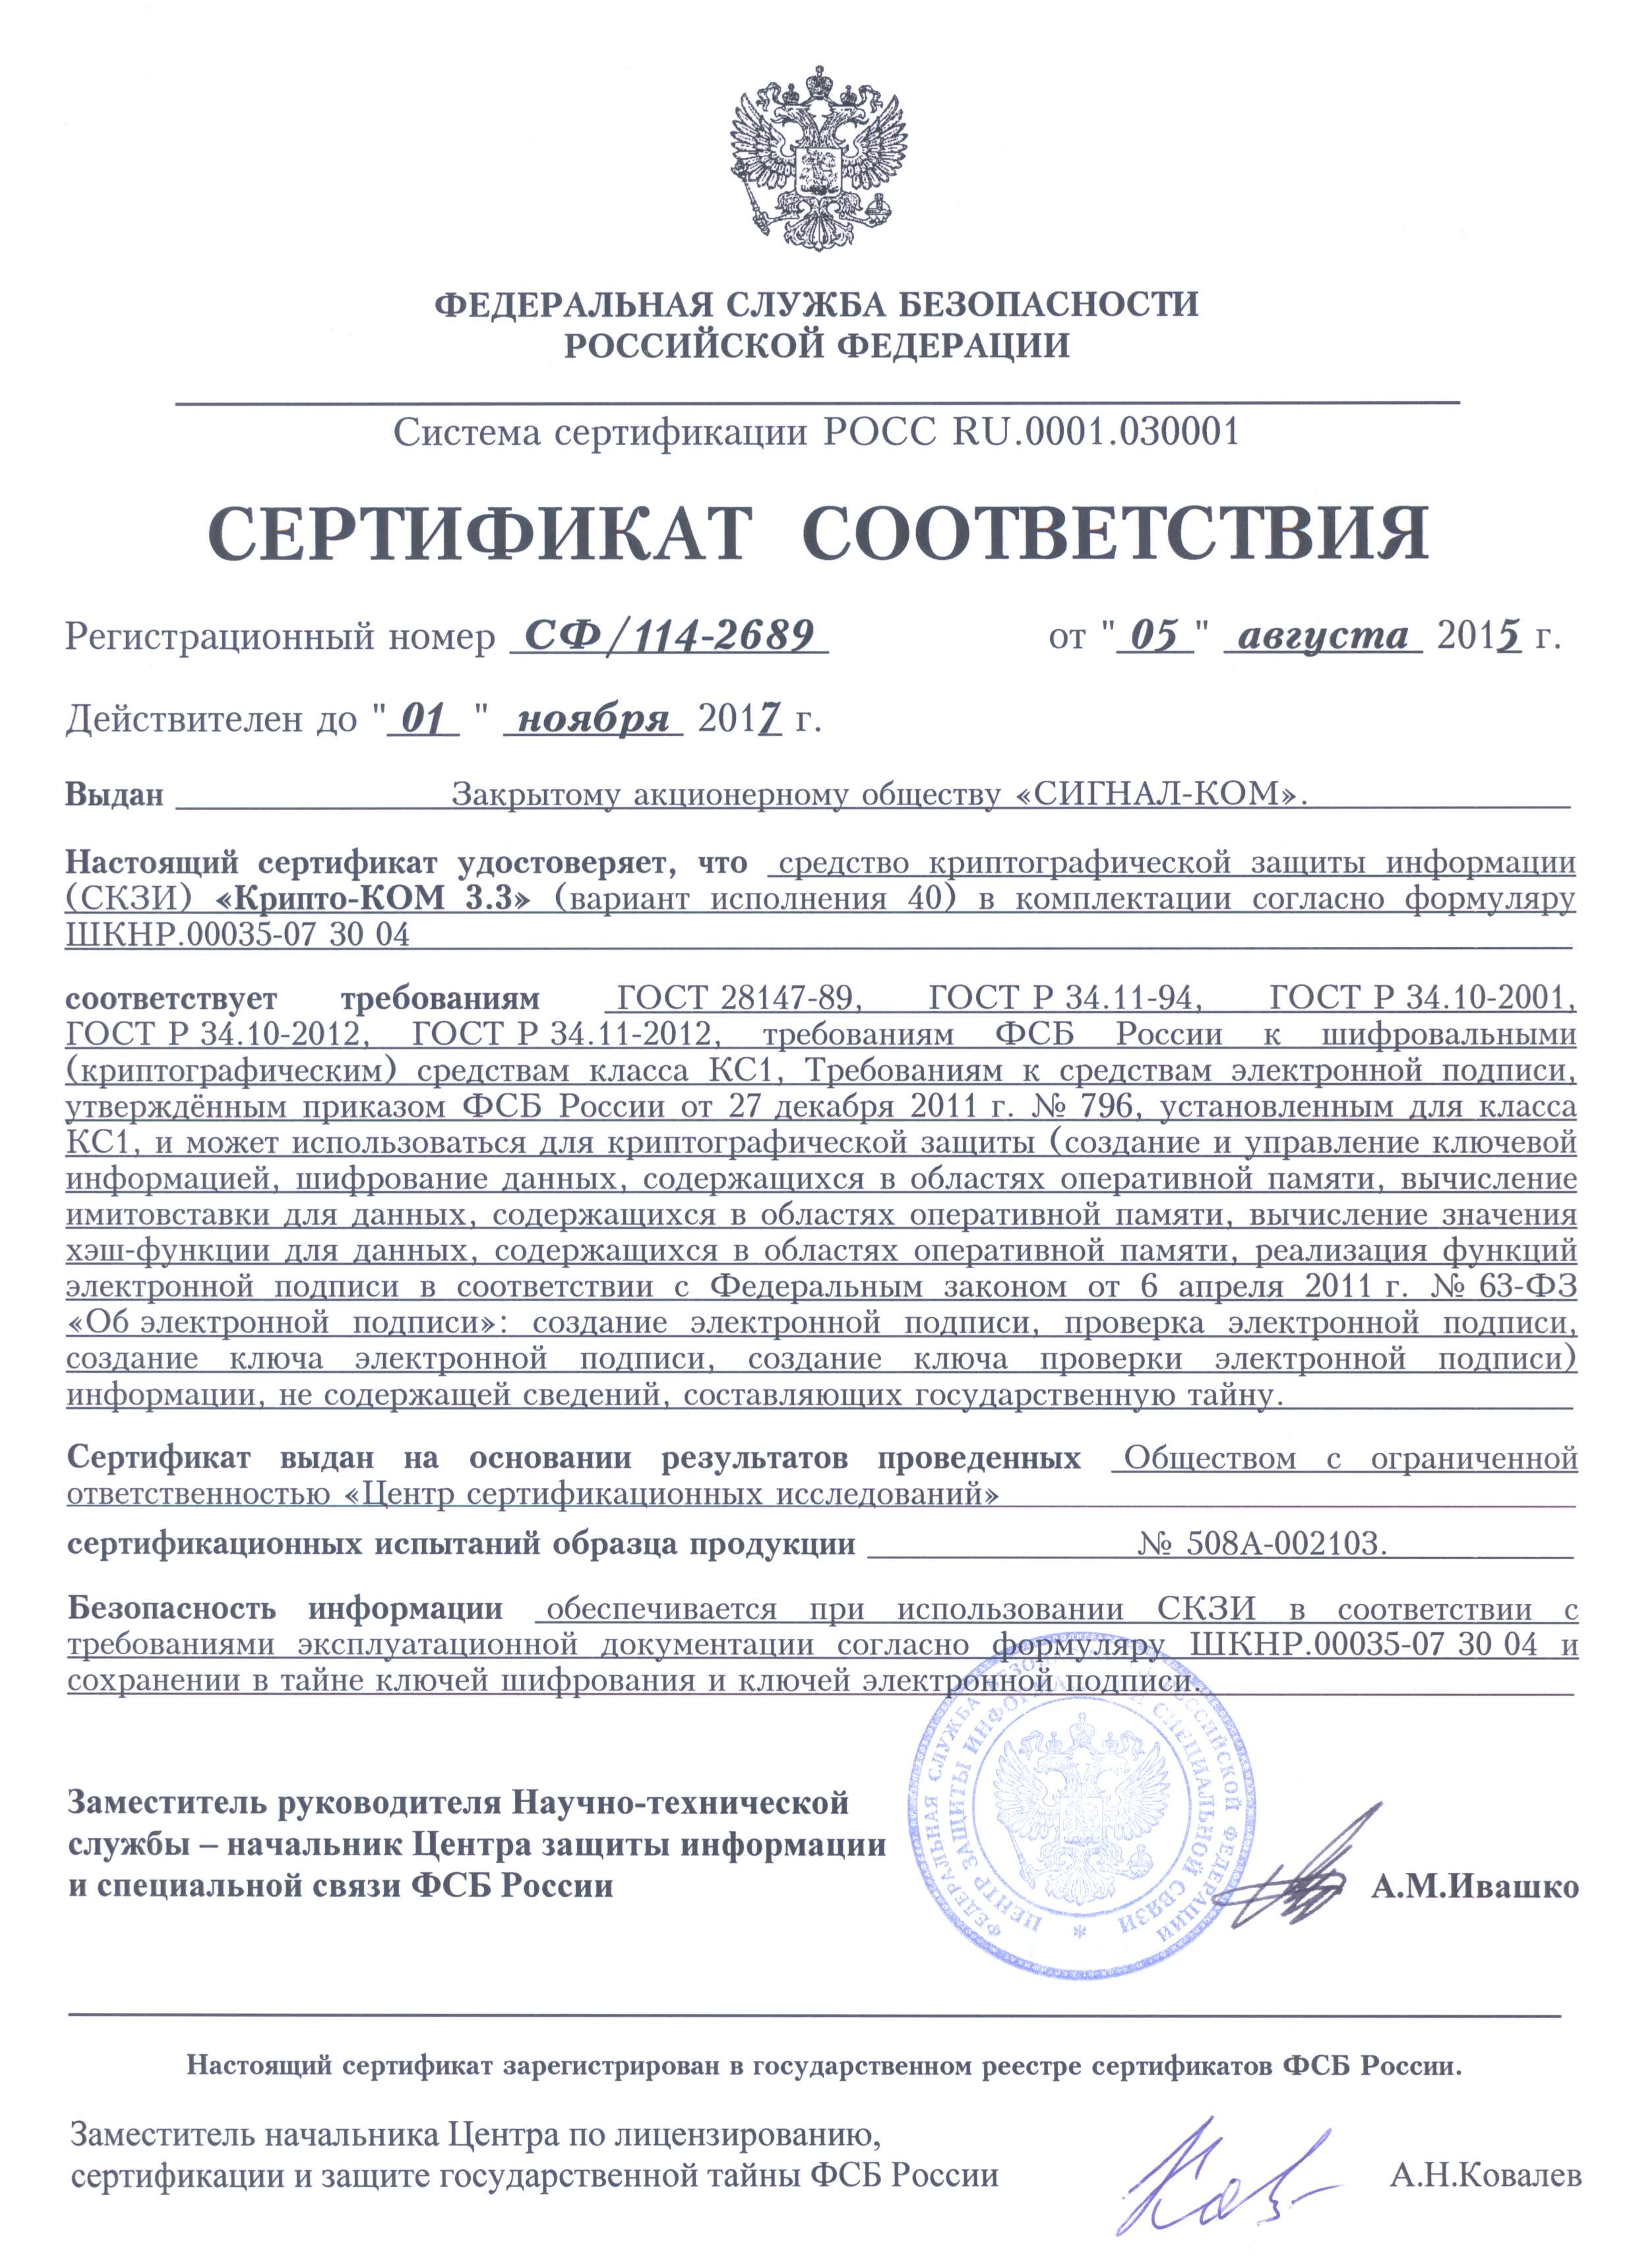 ФЕДЕРАЛЬНАЯ СЛУЖБА БЕЗОПАСНОСТИ
РОССИЙСКОЙ ФЕДЕРАЦИИ
Система сертификации РОСС RU.0001.030001
СЕРТИФИКАТ СООТВЕТСТВИЯ
Регистрационный номер СФ/114-2689 от "05" августа 2015 г.
Действителен до "01" ноября 2017 г.
Выдан Закрытому акционерному обществу «СИГНАЛ-КОМ».
Настоящий сертификат удостоверяет, что средство криптографической защиты информации
(СКЗИ) «Крипто-КОМ 3.3» (вариант исполнения 40) в комплектации согласно формуляру
ШКНР.00035-07 30 04
соответствует требованиям ГОСТ 28147-89, ГОСТ Р 34.11-94, ГОСТ Р 34.10-2001,
ГОСТ Р 34.10-2012, ГОСТ Р 34.11-2012, требованиям ФСБ России к шифровальными
(криптографическим) средствам класса КС1, Требованиям к средствам электронной подписи,
утверждённым приказом ФСБ России от 27 декабря 2011 г. № 796, установленным для класса
КС1, и может использоваться для криптографической защиты (создание и управление ключевой
информацией, шифрование данных, содержащихся в областях оперативной памяти, вычисление
имитовставки для данных, содержащихся в областях оперативной памяти, вычисление значения
хэш-функции для данных, содержащихся в областях оперативной памяти, реализация функций
электронной подписи в соответствии с Федеральным законом от 6 апреля 2011 г. № 63-ФЗ
«Об электронной подписи»: создание электронной подписи, проверка электронной подписи,
создание ключа электронной подписи, создание ключа проверки электронной подписи)
информации, не содержащей сведений, составляющих государственную тайну.
Сертификат выдан на основании результатов проведенных Обществом с ограниченной
ответственностью «Центр сертификационных исследований»
сертификационных испытаний образца продукции № 508А-002103.
Безопасность информации обеспечивается при использовании СКЗИ в соответствии с
требованиями эксплуатационной документации согласно формуляру ШКНР.00035-07 30 04 и
сохранении в тайне ключей шифрования и ключей электронной подписи.
ФЕДЕРАЛЬНАЯ СЛУЖБА БЕЗОПАСНОСТИ РОССИЙСКОЙ ФЕДЕРАЦИИ
ЦЕНТР ЗАЩИТЫ ИНФОРМАЦИИ И СПЕЦИАЛЬНОЙ СВЯЗИ *
Заместитель руководителя Научно-технической
службы – начальник Центра защиты информации
и специальной связи ФСБ России А.М.Ивашко
Настоящий сертификат зарегистрирован в государственном реестре сертификатов ФСБ России.
Заместитель начальника Центра по лицензированию,
сертификации и защите государственной тайны ФСБ России А.Н.Ковалев